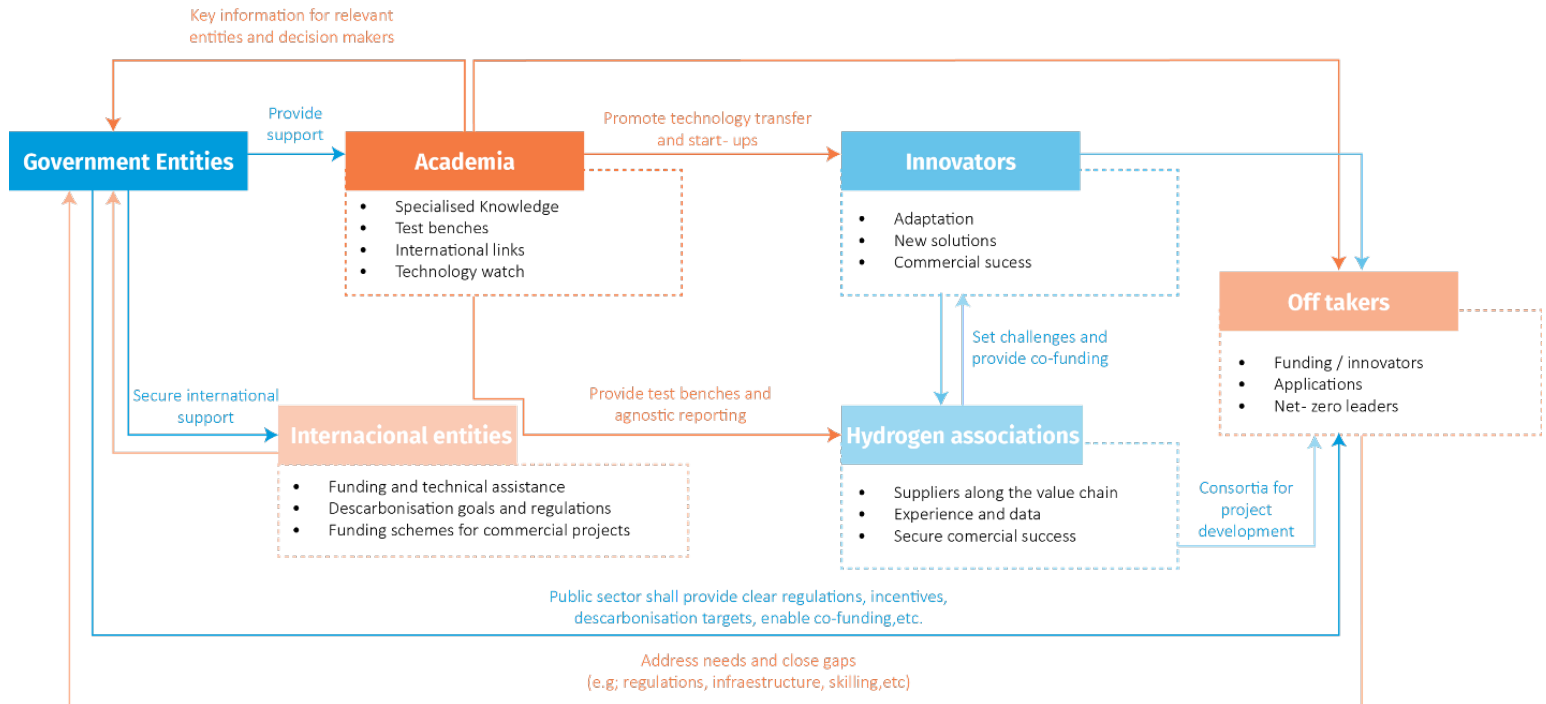 Key information for relevant
entities and decision makers
Provide
support
Promote technology transfer
and start- ups
Government Entities
Academia
Innovators
• Specialised Knowledge
• Test benches
• International links
• Technology watch
• Adaptation
• New solutions
• Commercial sucess
Off takers
• Funding / innovators
• Applications
• Net- zero leaders
Set challenges and
provide co-funding
Secure international
support
Provide test benches and
agnostic reporting
Internacional entities
Hydrogen associations
• Funding and technical assistance
• Descarbonisation goals and regulations
• Funding schemes for commercial projects
• Suppliers along the value chain
• Experience and data
• Secure comercial success
Consortia for
project
development
Public sector shall provide clear regulations, incentives,
descarbonisation targets, enable co-funding,etc.
Address needs and close gaps
(e.g; regulations, infraestructure, skilling,etc)